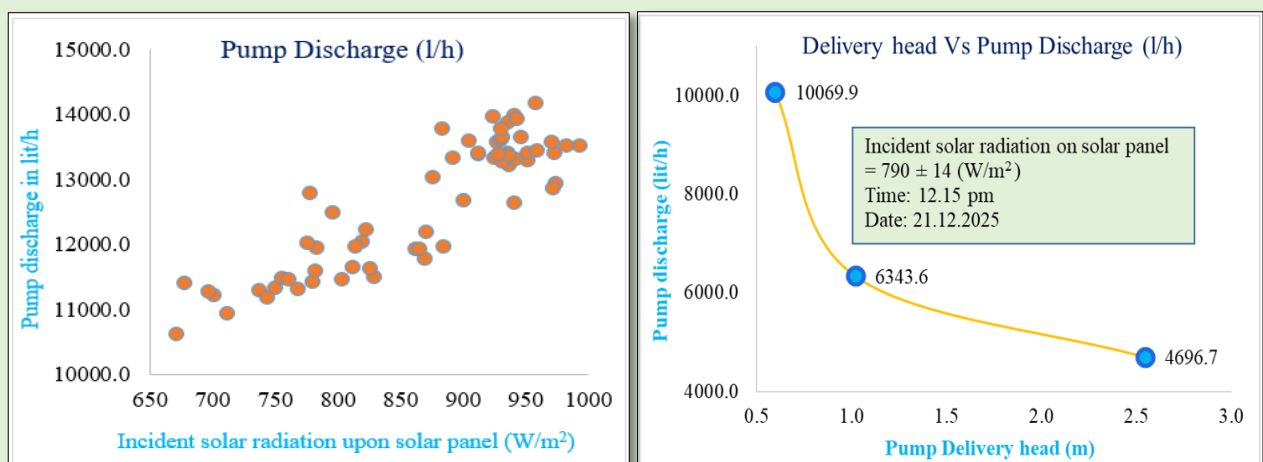 Pump Discharge (l/h)
15000.0
14000.0
13000.0
12000.0
11000.0
10000.0
Pump discharge in lit/h
650 700 750 800 850 900 950 1000
Incident solar radiation upon solar panel (W/m²)
Delivery head Vs Pump Discharge (l/h)
10000.0
8000.0
6000.0
4000.0
Pump discharge (lit/h)
10069.9
Incident solar radiation on solar panel
= 790 ± 14 (W/m²)
Time: 12.15 pm
Date: 21.12.2025
6343.6
4696.7
0.5 1.0 1.5 2.0 2.5 3.0
Pump Delivery head (m)